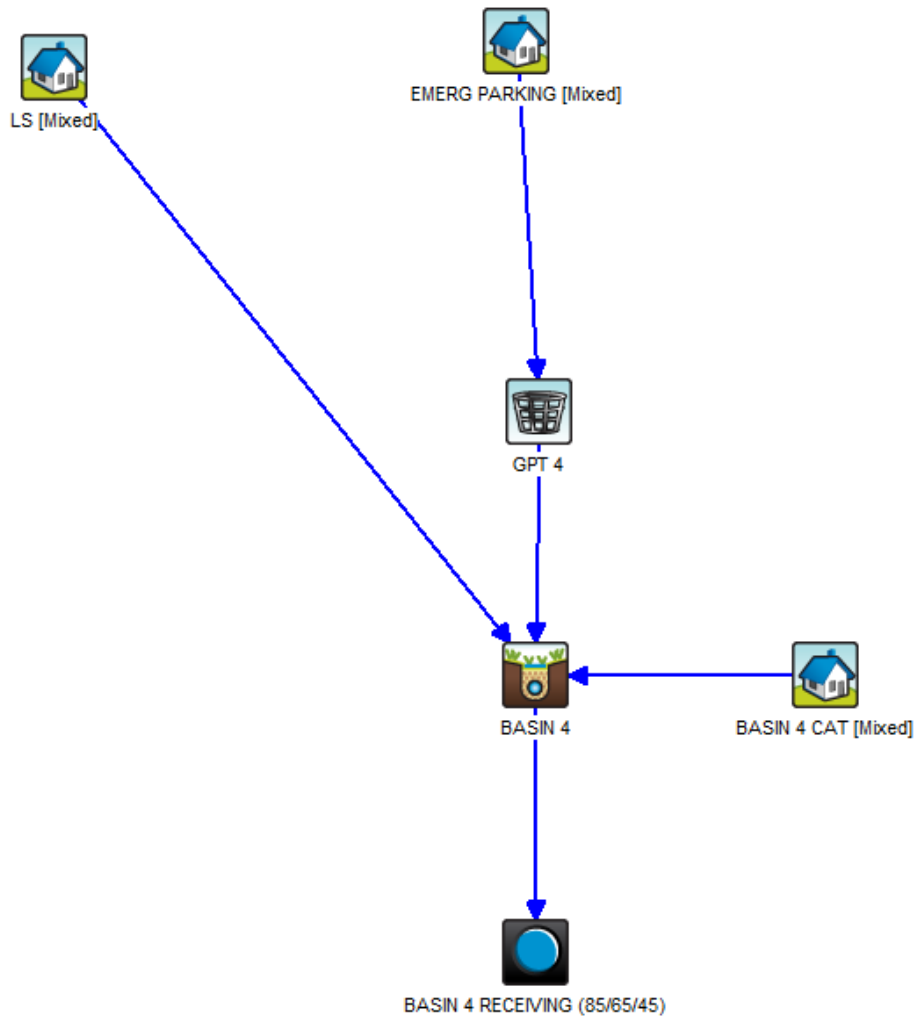 EMERG PARKING [Mixed]
LS [Mixed]
GPT 4
BASIN 4
BASIN 4 CAT [Mixed]
BASIN 4 RECEIVING (85/65/45)